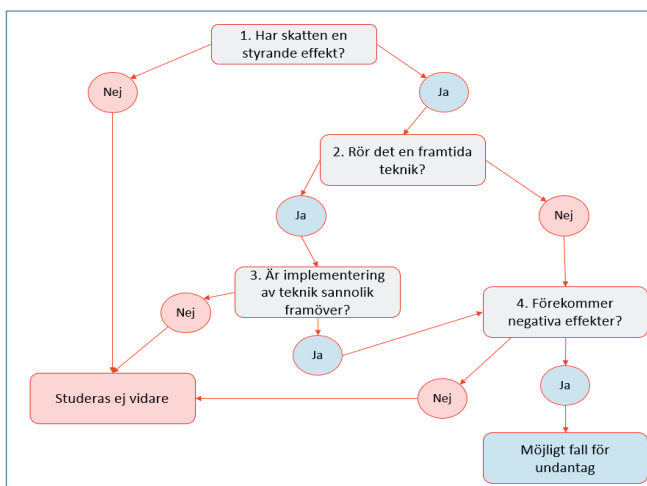 1. Har skatten en
styrande effekt?
Nej
Ja
2. Rör det en framtida
teknik?
Ja
Nej
3. Är implementering
av teknik sannolik
framöver?
Nej
4. Förekommer
negativa effekter?
Ja
Studeras ej vidare
Nej
Ja
Möjligt fall för
undantag